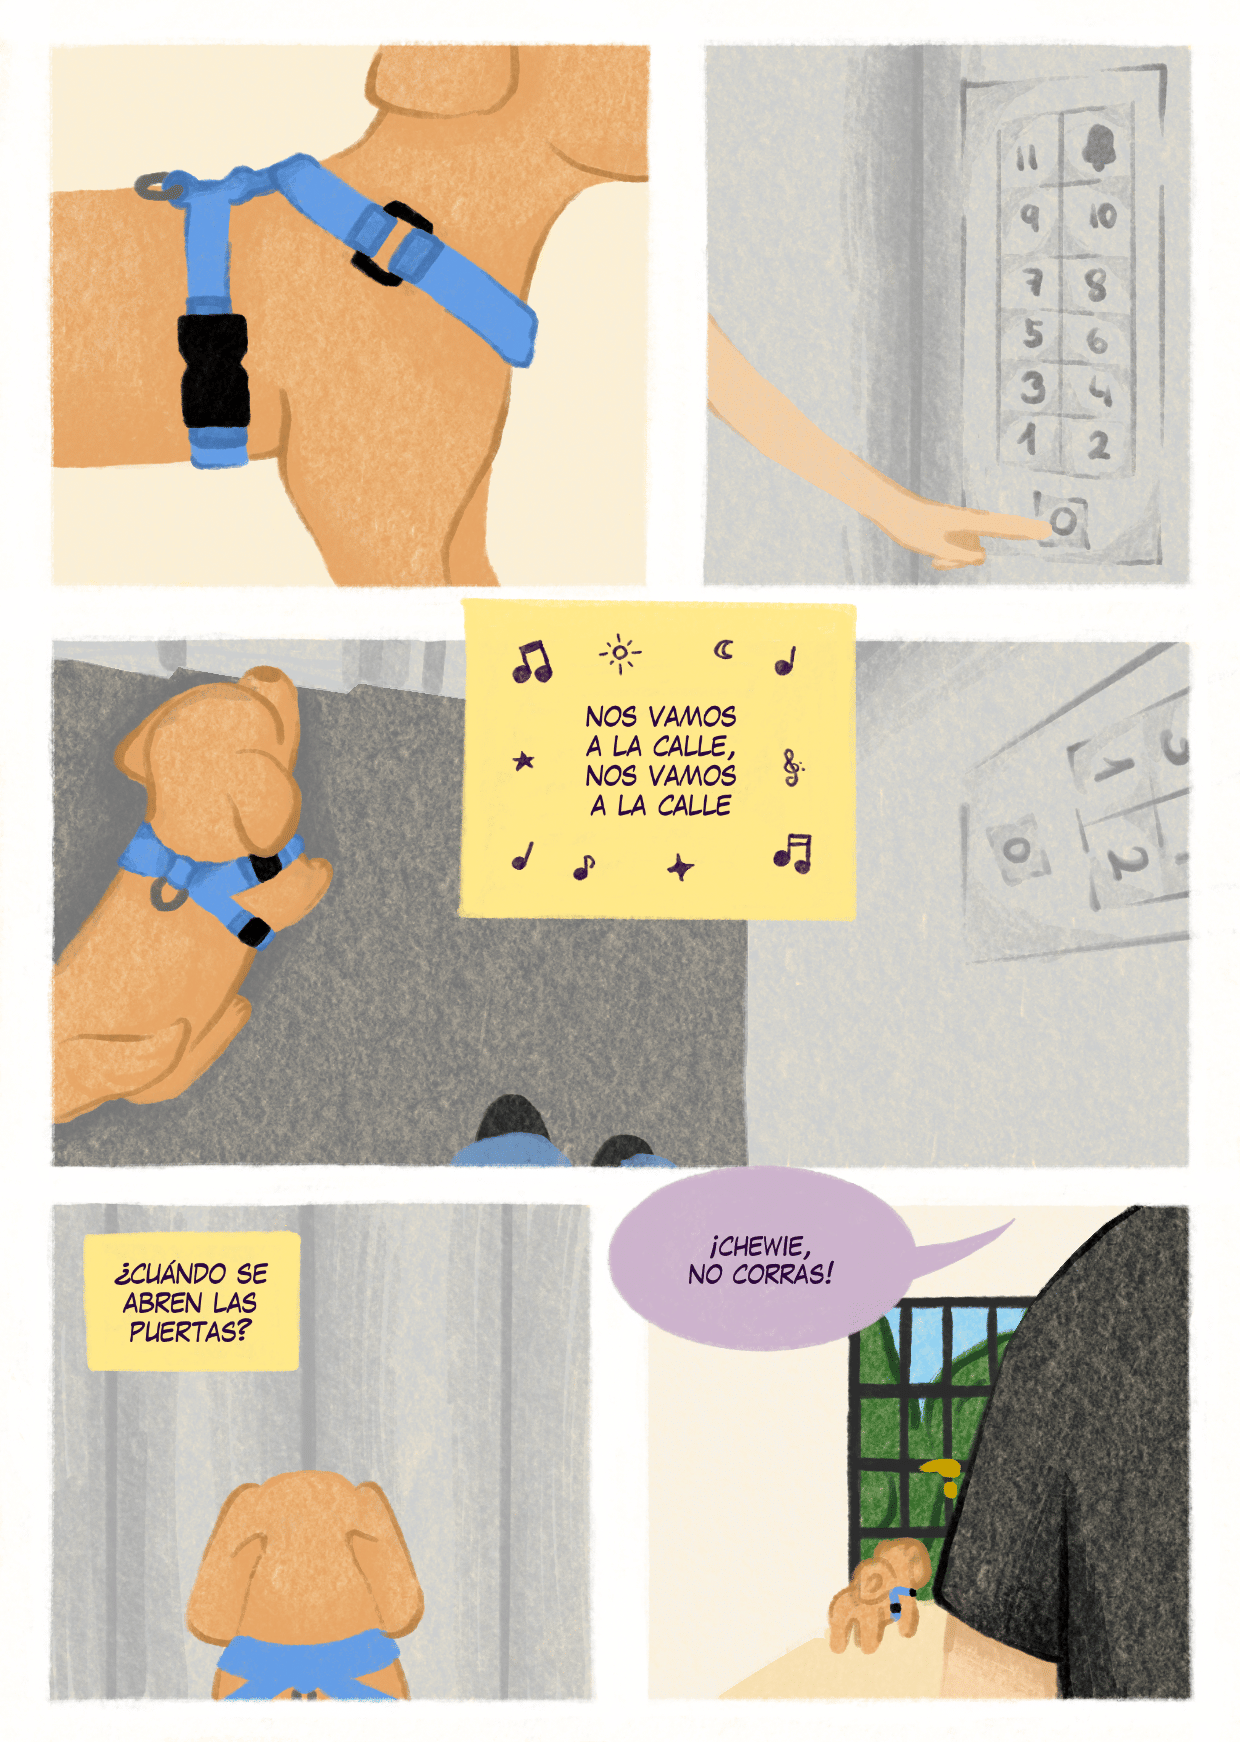 11
9 10
7 8
5 6
3 4
1 2
0
NOS VAMOS
A LA CALLE,
NOS VAMOS
A LA CALLE
1 3
0 2
¿CUÁNDO SE
ABREN LAS
PUERTAS?
¡CHEWIE,
NO CORRAS!